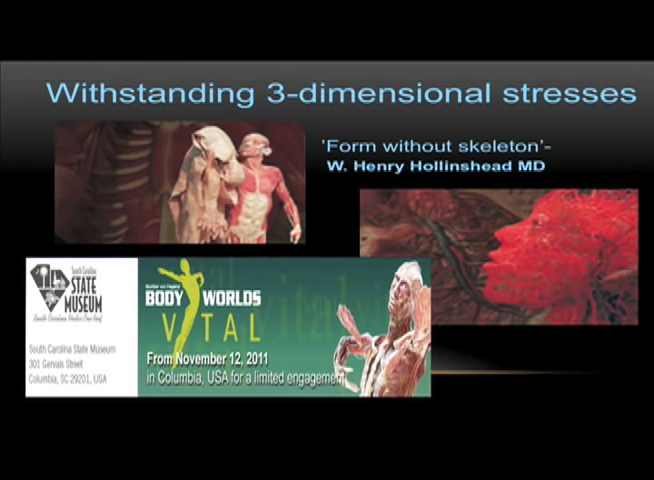 Withstanding 3-dimensional stresses
'Form without skeleton'-
W. Henry Hollinshead MD
South Carolina
STATE
MUSEUM
South Carolina State Museum
301 Gervais Street
Columbia, SC 29201, USA
BODY WORLDS
VITAL
From November 12, 2011
in Columbia, USA for a limited engagement